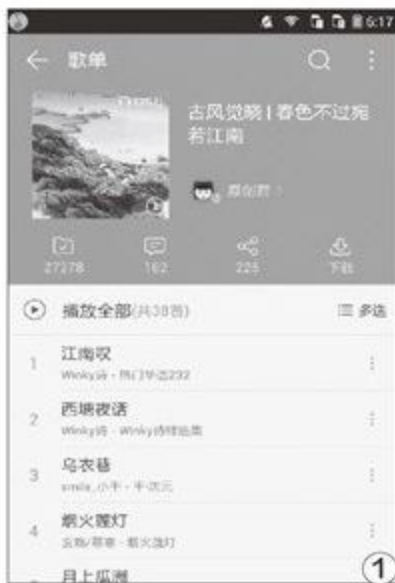 6:17
歌单
古风觉晓 | 春色不过宛
若江南
27278
162
225
下载
播放全部(共38首)
多选
1
江南叹
2
西塘夜话
3
乌衣巷
4
烟火莲灯
月上瓜洲
①